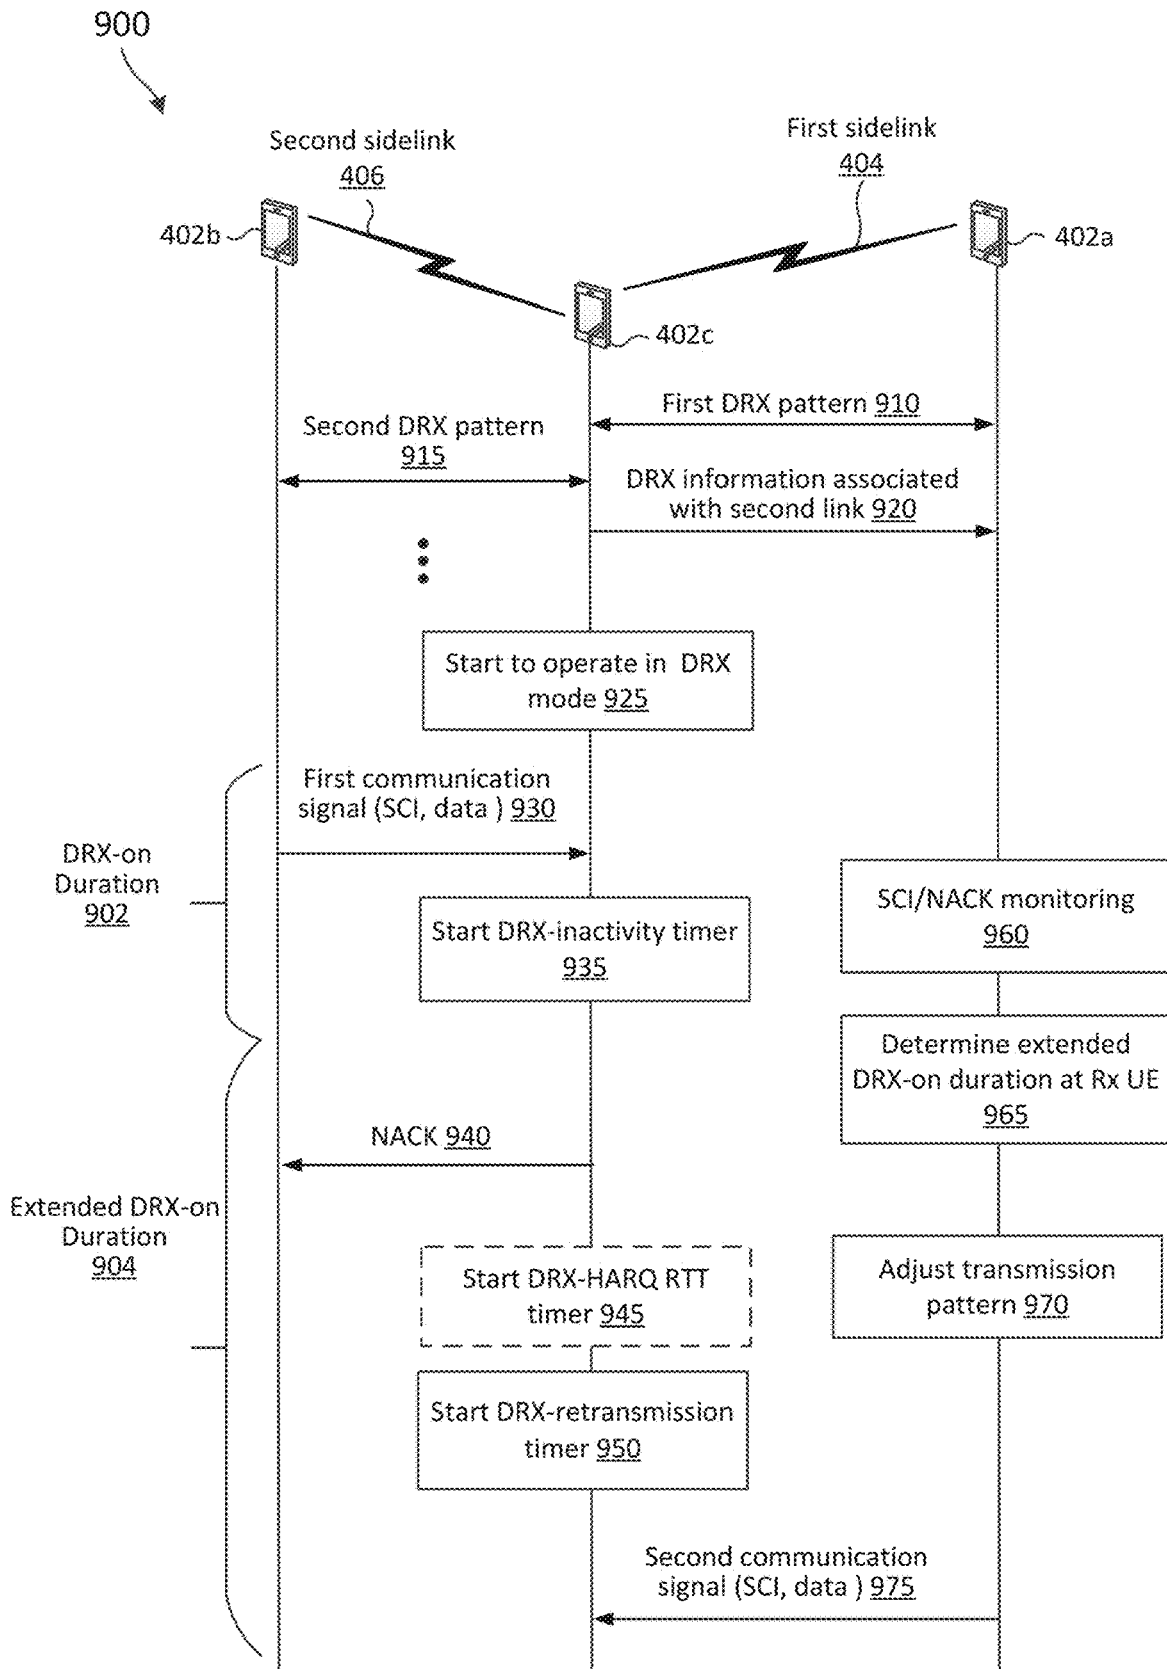 900
Second sidelink
406
First sidelink
404
402b
402a
402c
First DRX pattern 910
Second DRX pattern
915
DRX information associated
with second link 920
Start to operate in DRX
mode 925
First communication
signal (SCI, data ) 930
DRX-on
Duration
902
SCI/NACK monitoring
960
Start DRX-inactivity timer
935
Determine extended
DRX-on duration at Rx UE
965
NACK 940
Extended DRX-on
Duration
904
Start DRX-HARQ RTT
timer 945
Adjust transmission
pattern 970
Start DRX-retransmission
timer 950
Second communication
signal (SCI, data ) 975